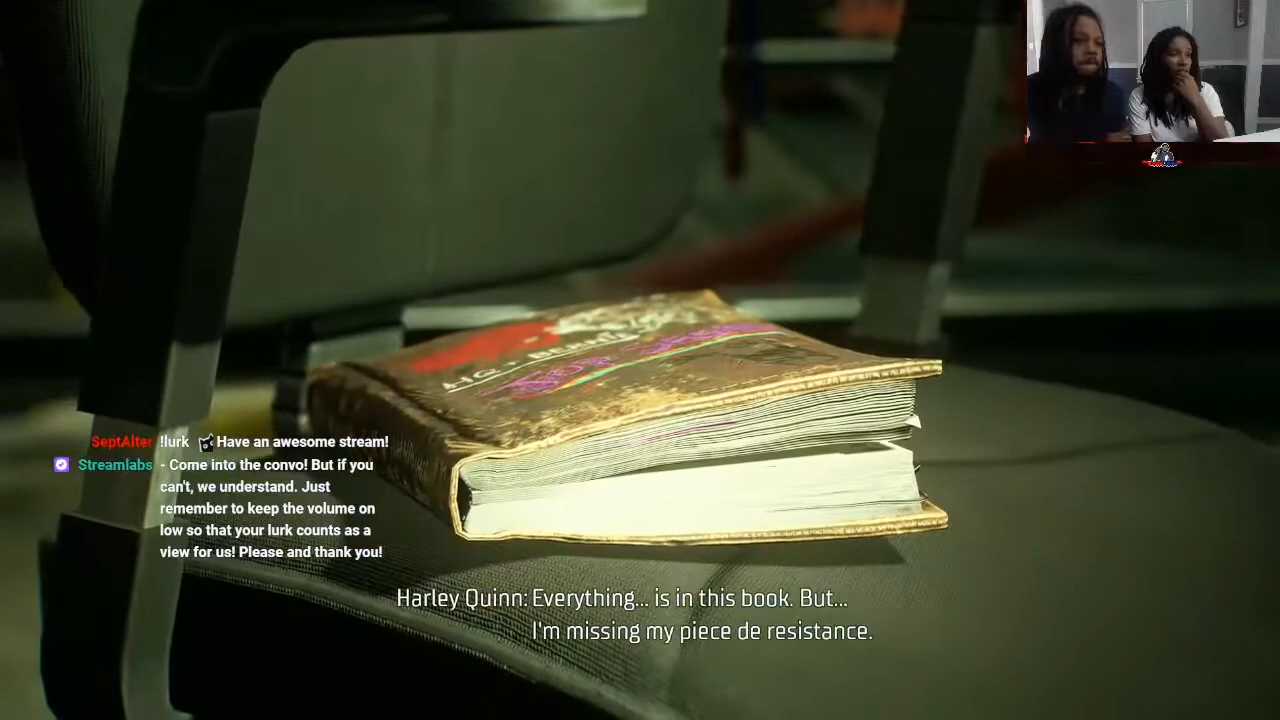 SeptAlter !lurk Have an awesome stream!
Streamlabs - Come into the convo! But if you
can't, we understand. Just
remember to keep the volume on
low so that your lurk counts as a
view for us! Please and thank you!
Harley Quinn: Everything... is in this book. But...
I'm missing my piece de resistance.